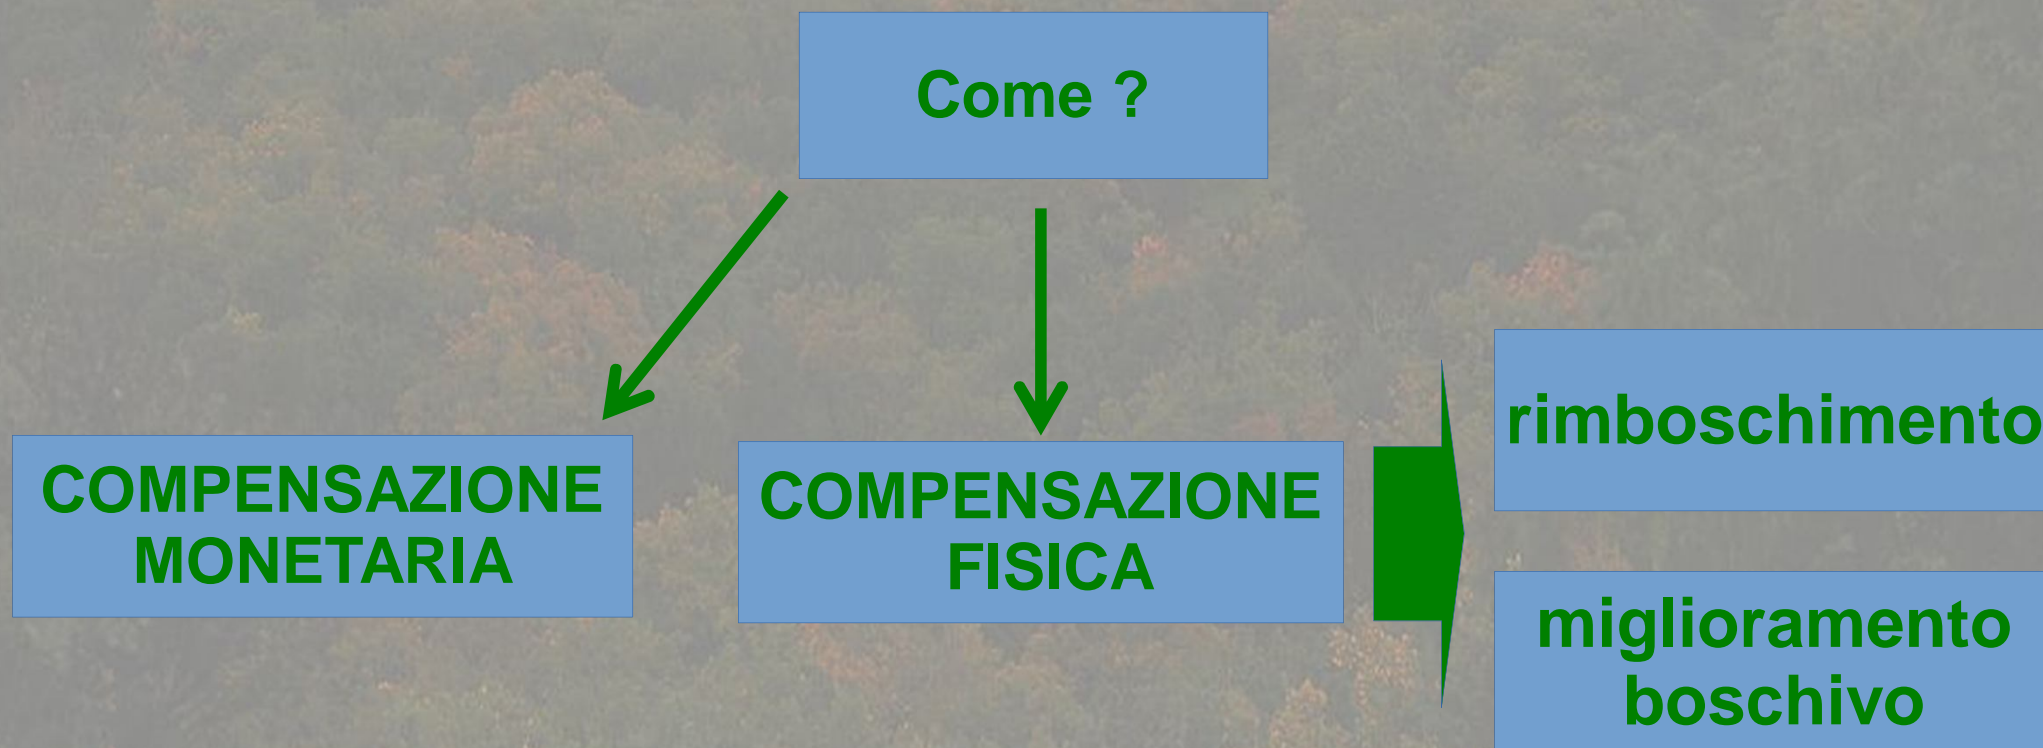 Come ?
COMPENSAZIONE
MONETARIA
COMPENSAZIONE
FISICA
rimboschimento
miglioramento
boschivo